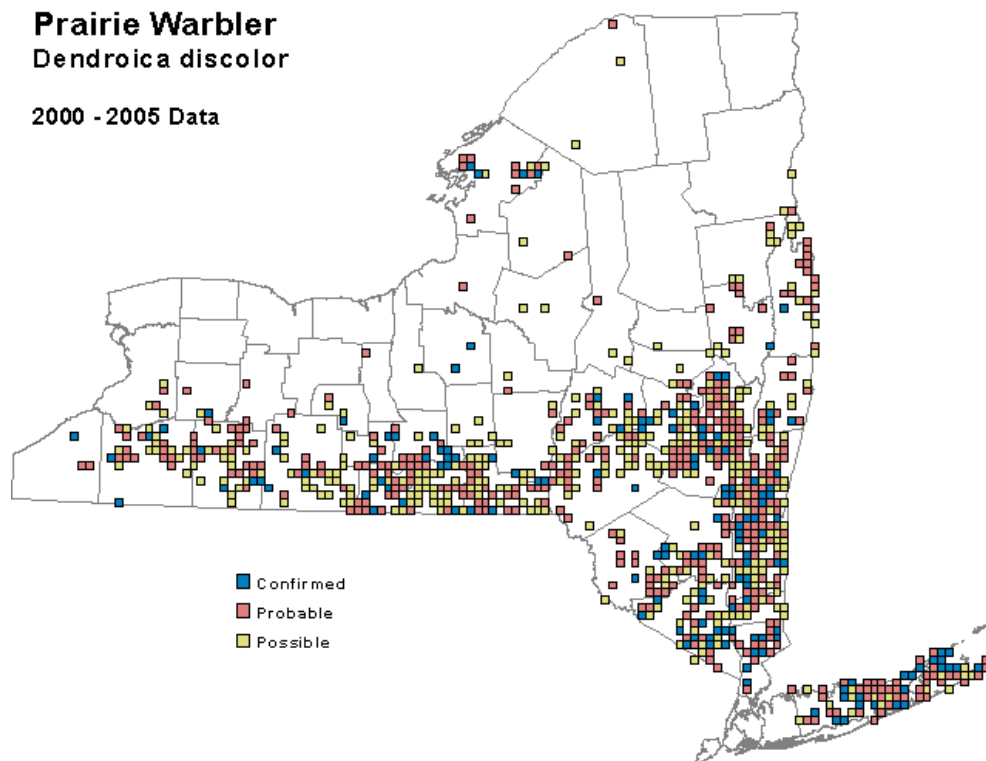 Prairie Warbler
Dendroica discolor
2000 - 2005 Data
Confirmed
Probable
Possible